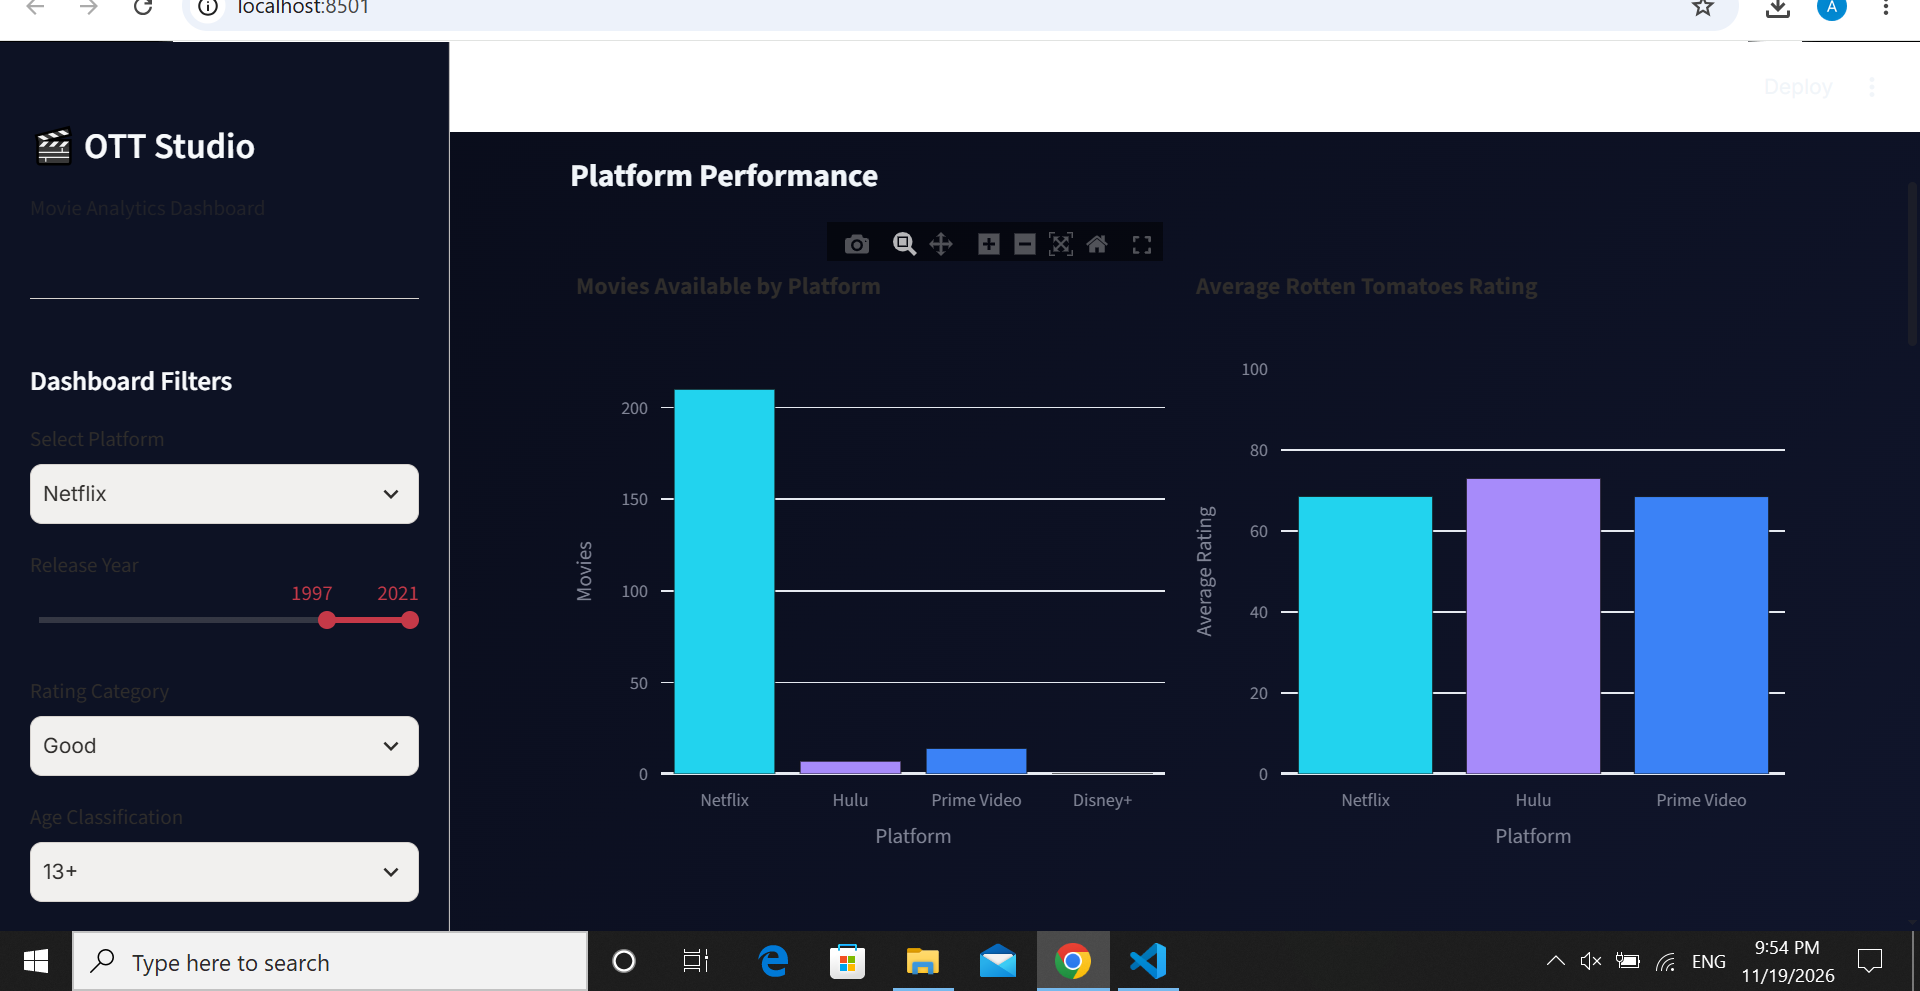 localhost:8501
A
Deploy
🎬 OTT Studio
Movie Analytics Dashboard
Dashboard Filters
Select Platform
Netflix
Release Year
1997 2021
Rating Category
Good
Age Classification
13+
Platform Performance
Movies Available by Platform
Movies
200
150
100
50
0
Netflix Hulu Prime Video Disney+
Platform
Average Rotten Tomatoes Rating
Average Rating
100
80
60
40
20
0
Netflix Hulu Prime Video
Platform
Type here to search
ENG
9:54 PM
11/19/2026